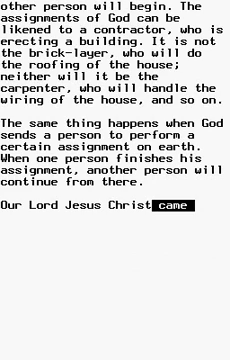 other person will begin. The
assignments of God can be
likened to a contractor, who is
erecting a building. It is not
the brick-layer, who will do
the roofing of the house;
neither will it be the
carpenter, who will handle the
wiring of the house, and so on.
The same thing happens when God
sends a person to perform a
certain assignment on earth.
When one person finishes his
assignment, another person will
continue from there.
Our Lord Jesus Christ came